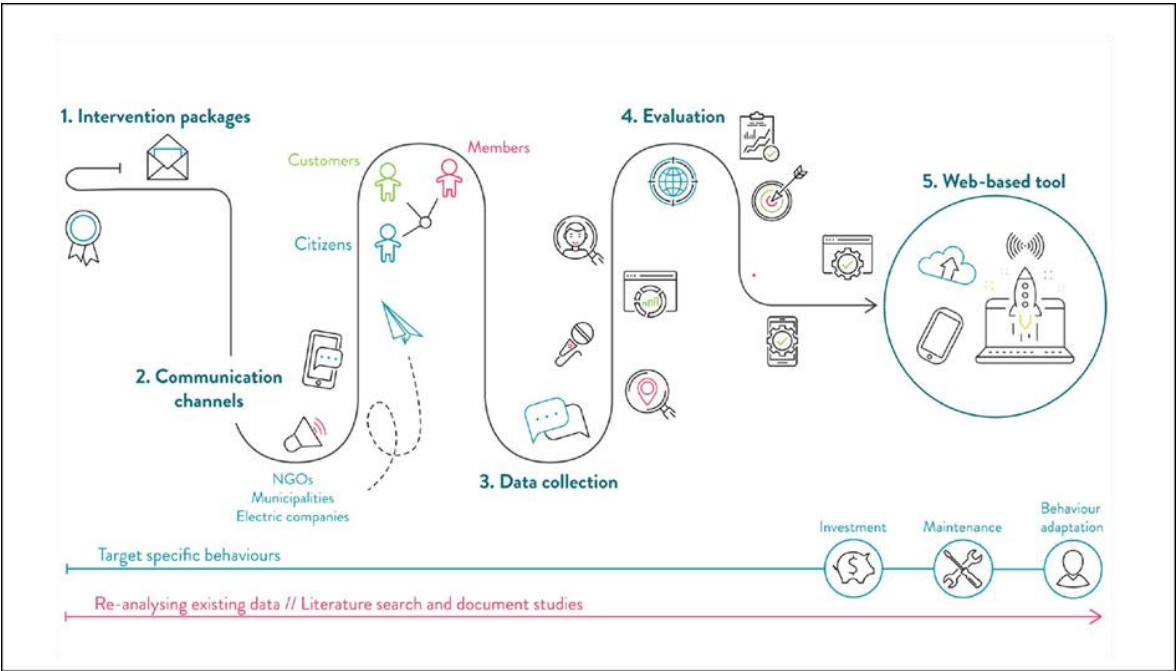 1. Intervention packages
2. Communication
channels
NGOs
Municipalities
Electric companies
Customers
Members
Citizens
3. Data collection
4. Evaluation
5. Web-based tool
Investment
Maintenance
Behaviour
adaptation
Target specific behaviours
Re-analysing existing data // Literature search and document studies